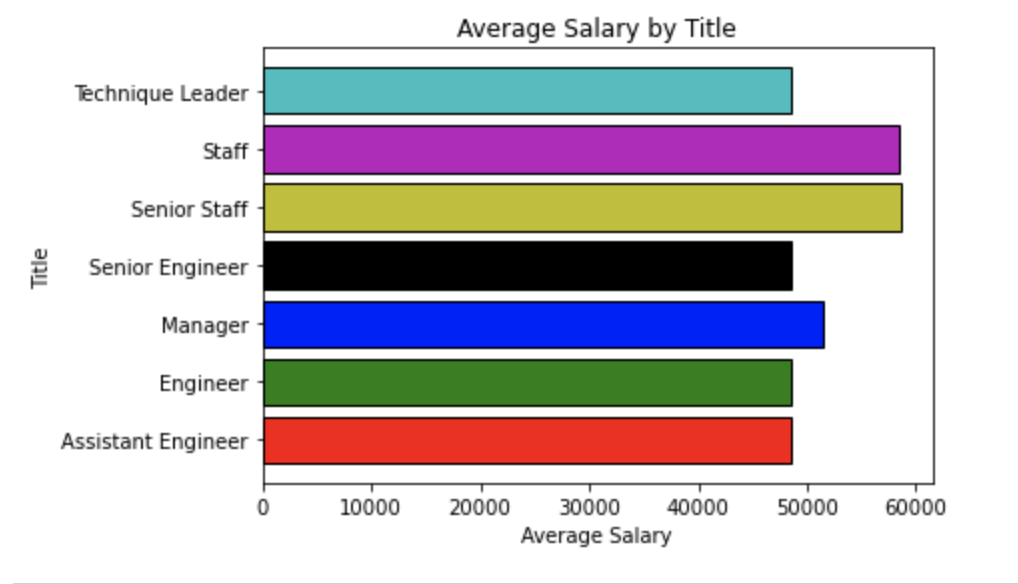 Average Salary by Title
Technique Leader
Staff
Senior Staff
Senior Engineer
Manager
Engineer
Assistant Engineer
Title
0 10000 20000 30000 40000 50000 60000
Average Salary